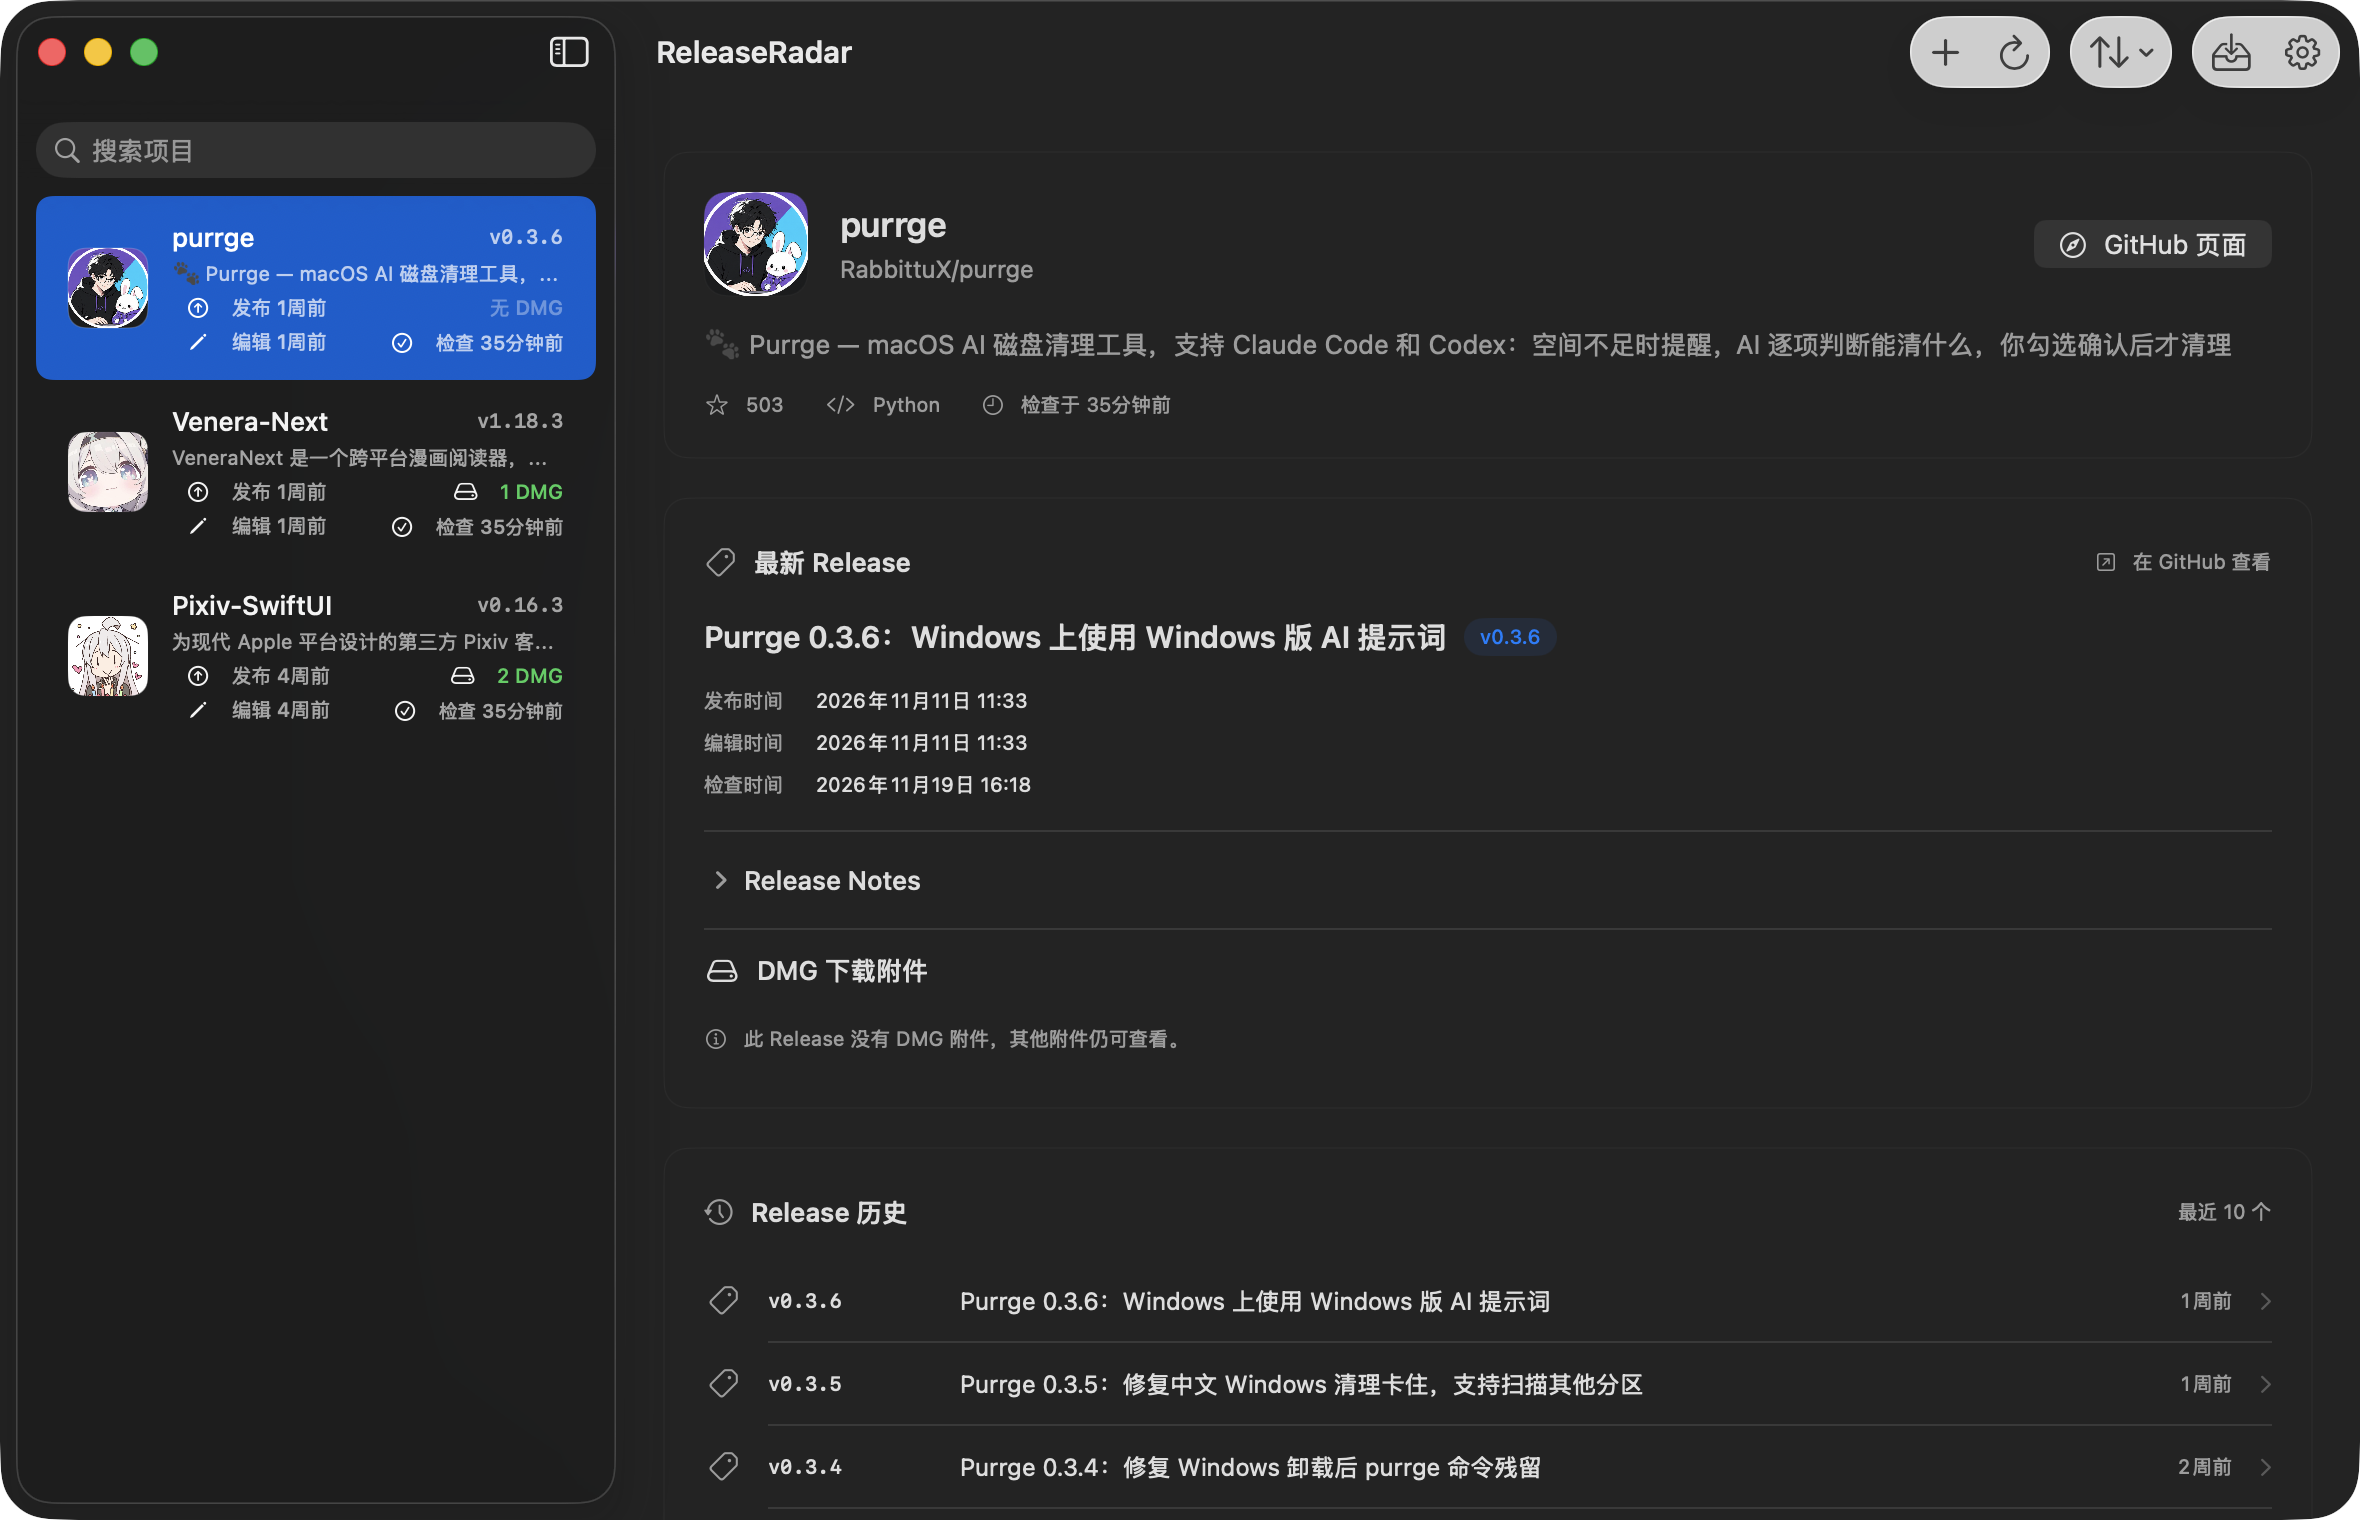 ReleaseRadar
搜索项目
purrge
v0.3.6
🐾 Purrge — macOS AI 磁盘清理工具，...
发布 1周前
无 DMG
编辑 1周前
检查 35分钟前
Venera-Next
v1.18.3
VeneraNext 是一个跨平台漫画阅读器，...
发布 1周前
1 DMG
编辑 1周前
检查 35分钟前
Pixiv-SwiftUI
v0.16.3
为现代 Apple 平台设计的第三方 Pixiv 客...
发布 4周前
2 DMG
编辑 4周前
检查 35分钟前
purrge
RabbittuX/purrge
GitHub 页面
🐾 Purrge — macOS AI 磁盘清理工具，支持 Claude Code 和 Codex：空间不足时提醒，AI 逐项判断能清什么，你勾选确认后才清理
503
Python
检查于 35分钟前
最新 Release
在 GitHub 查看
Purrge 0.3.6：Windows 上使用 Windows 版 AI 提示词
v0.3.6
发布时间 2026年11月11日 11:33
编辑时间 2026年11月11日 11:33
检查时间 2026年11月19日 16:18
Release Notes
DMG 下载附件
此 Release 没有 DMG 附件，其他附件仍可查看。
Release 历史
最近 10 个
v0.3.6 Purrge 0.3.6：Windows 上使用 Windows 版 AI 提示词 1周前
v0.3.5 Purrge 0.3.5：修复中文 Windows 清理卡住，支持扫描其他分区 1周前
v0.3.4 Purrge 0.3.4：修复 Windows 卸载后 purrge 命令残留 2周前